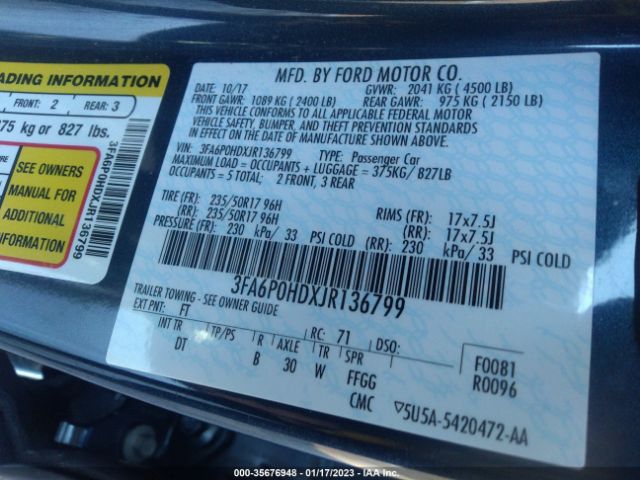 ADING INFORMATION
FRONT: 2 REAR: 3
375 kg or 827 lbs.
SEE OWNERS
MANUAL FOR
ADDITIONAL
INFORMATION
3FA6P0HDXJR136799
MFD. BY FORD MOTOR CO.
DATE: 10/17 GVWR: 2041 KG ( 4500 LB)
FRONT GAWR: 1089 KG ( 2400 LB) REAR GAWR: 975 KG ( 2150 LB)
THIS VEHICLE CONFORMS TO ALL APPLICABLE FEDERAL MOTOR
VEHICLE SAFETY, BUMPER, AND THEFT PREVENTION STANDARDS
IN EFFECT ON THE DATE OF MANUFACTURE SHOWN ABOVE.
VIN: 3FA6P0HDXJR136799 TYPE: Passenger Car
MAXIMUM LOAD = OCCUPANTS + LUGGAGE = 375KG/ 827LB
OCCUPANTS = 5 TOTAL; 2 FRONT, 3 REAR
TIRE (FR): 235/50R17 96H RIMS (FR): 17x7.5J
(RR): 235/50R17 96H (RR): 17x7.5J
PRESSURE (FR): 230 kPa/ 33 PSI COLD (RR): 230 kPa/ 33 PSI COLD
3FA6P0HDXJR136799
TRAILER TOWING - SEE OWNER GUIDE
EXT PNT: FT RC: 71 DSO:
INT TR TP/PS R AXLE TR SPR F0081
DT B 30 W FFGG R0096
CMC ▽5U5A-5420472-AA
000-35676948 - 01/17/2023 - IAA Inc.